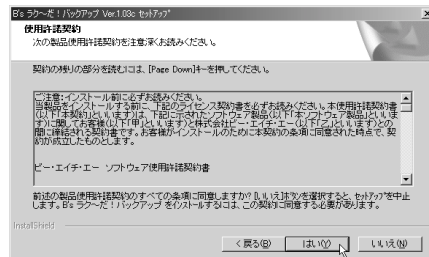 B's ラク～だ！バックアップ Ver.1.03c セットアップ
使用許諾契約
次の製品使用許諾契約を注意深くお読みください。
契約の残りの部分を読むには、[Page Down]キーを押してください。
ご注意:インストール前に必ずお読みください。
当製品をインストールする前に、下記のライセンス契約書を必ずお読みください。本使用許諾契約書
(以下｢本契約｣といいます)は、下記に示されたソフトウェア製品(以下｢本ソフトウェア製品｣といいま
す)に関してお客様(以下｢甲｣といいます)と株式会社ビー・エイチ・エー(以下｢乙｣といいます)との
間に締結される契約書です。お客様がインストールのために本契約の条項に同意された時点で、契
約が成立したものとします。
ビー・エイチ・エー ソフトウェア使用許諾契約書
前述の製品使用許諾契約のすべての条項に同意しますか? [いいえ]ボタンを選択すると、セットアップを中止
します。B's ラク～だ！バックアップ をインストールするには、この契約に同意する必要があります。
InstallShield
< 戻る(B)
はい(Y)
いいえ(N)